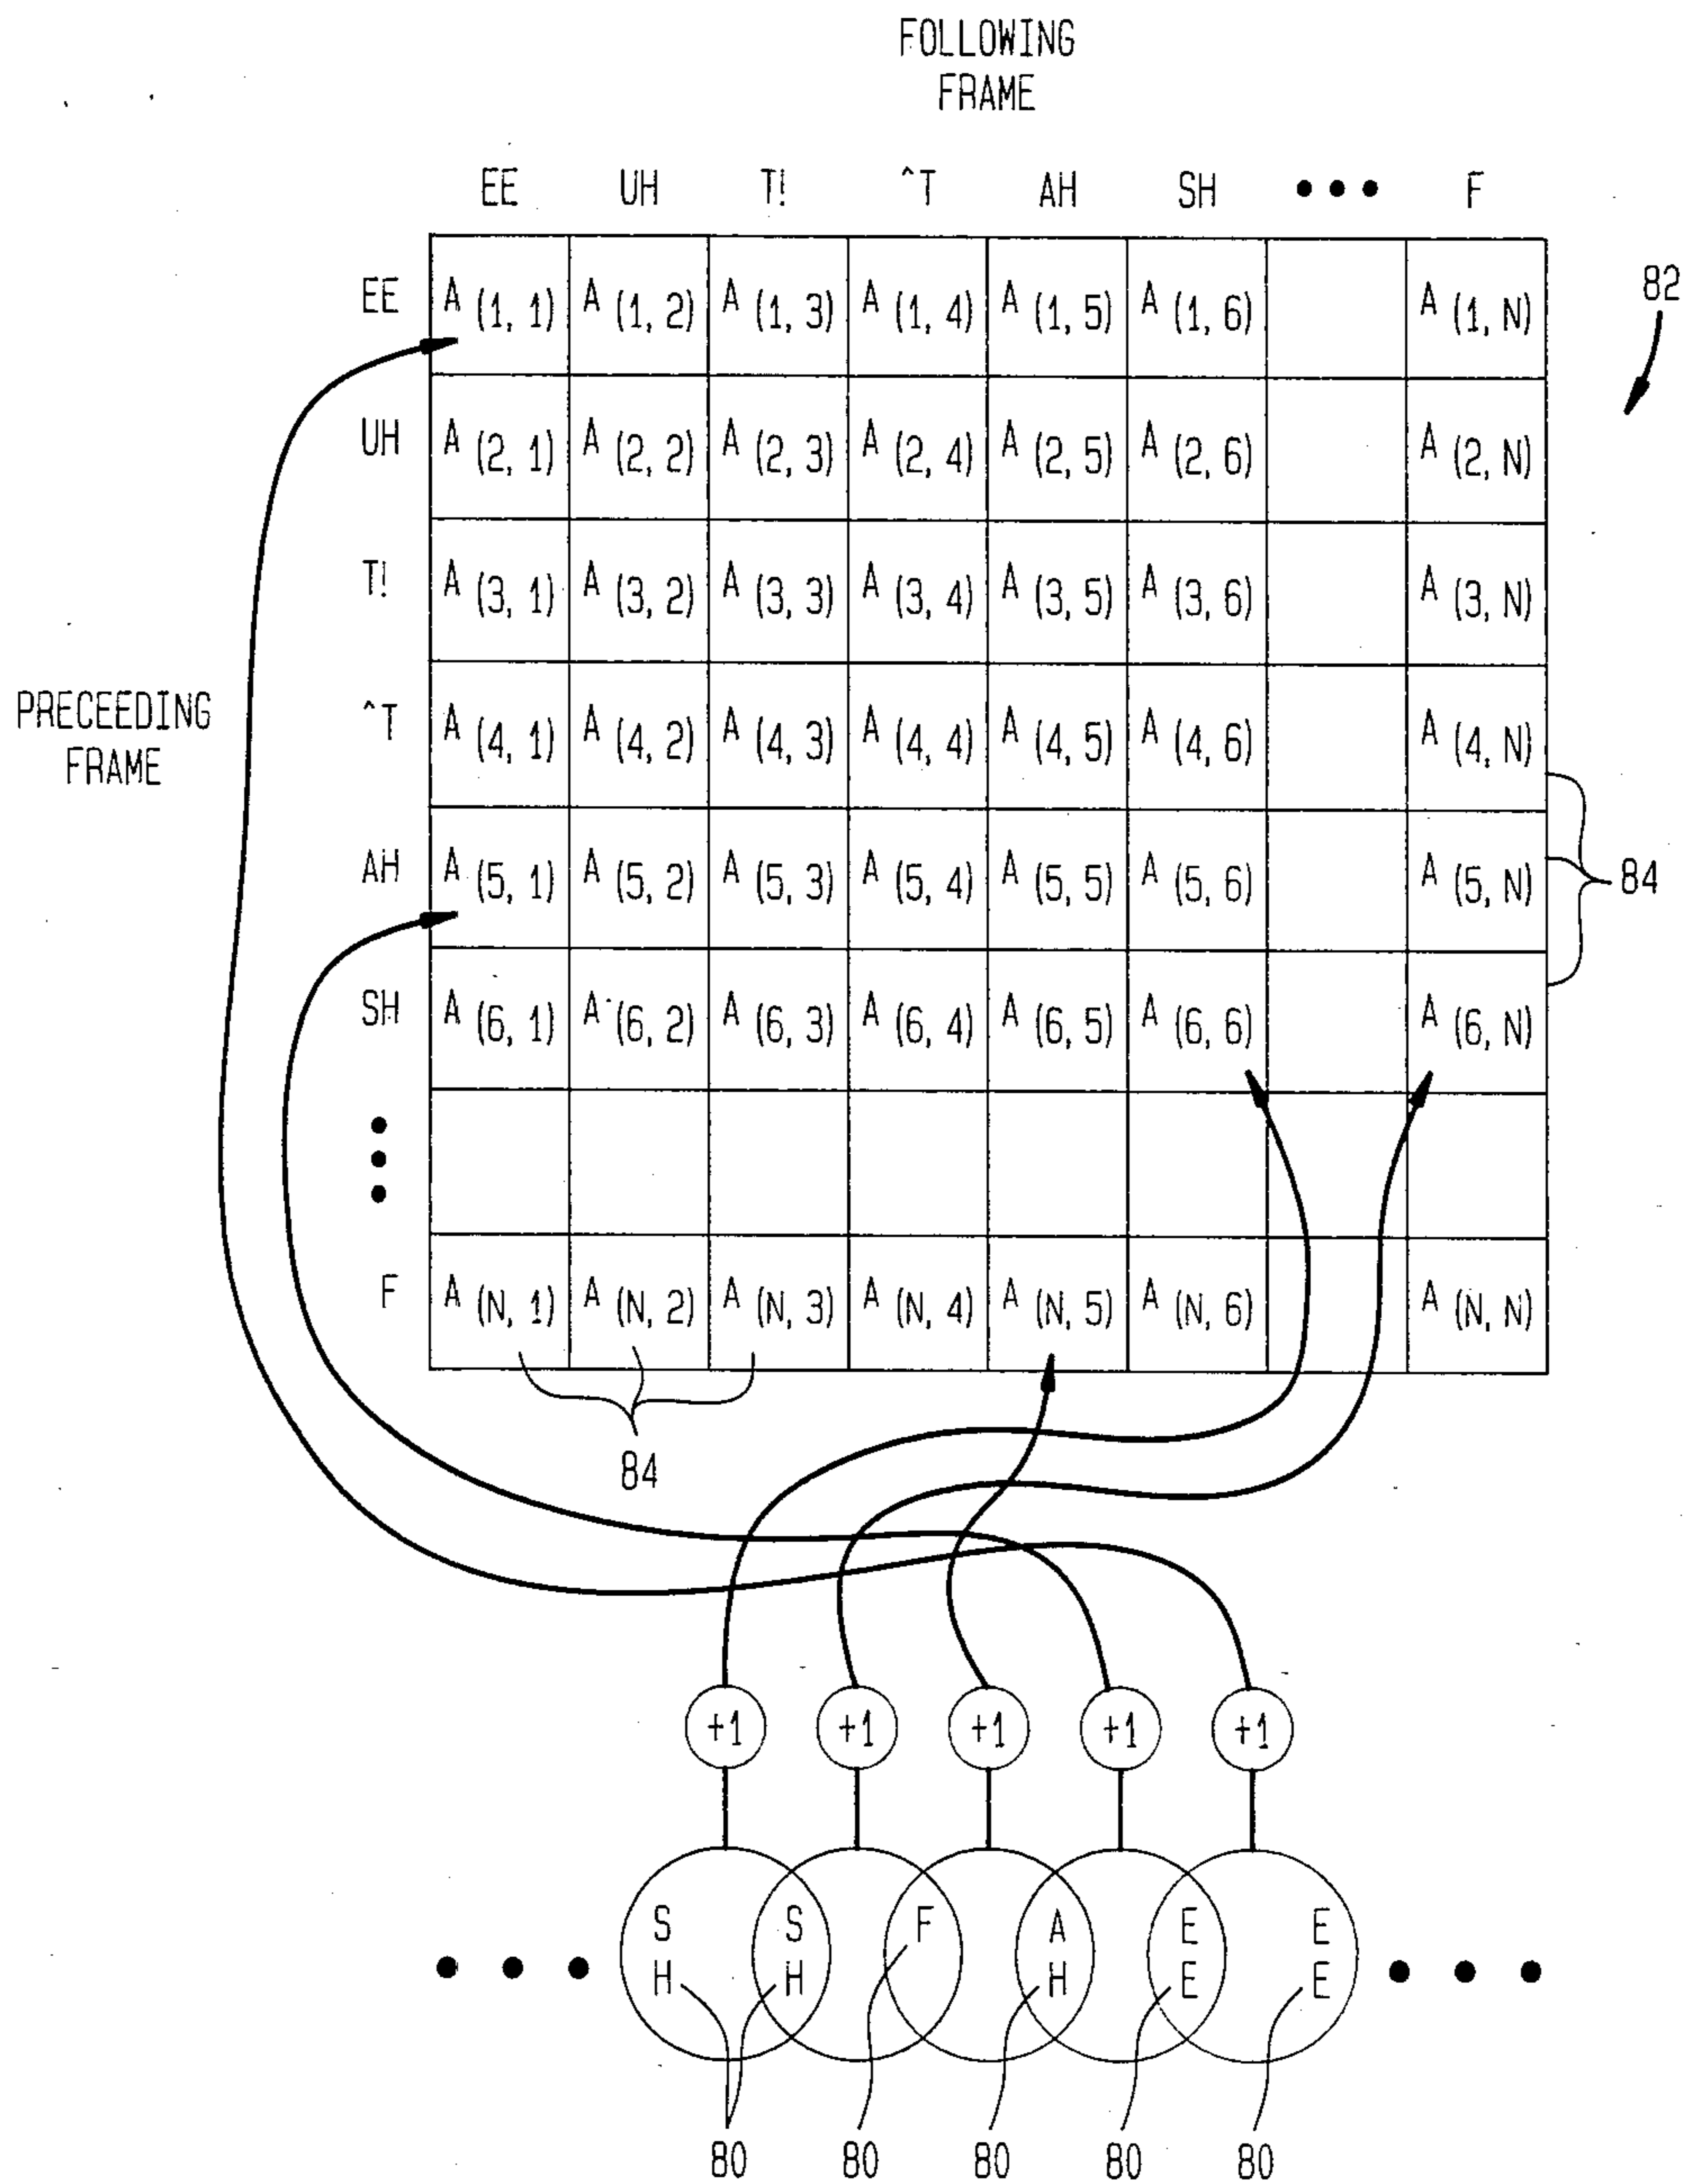 FOLLOWING
FRAME
EE UH T! ^T AH SH ••• F
82
EE A (1, 1) A (1, 2) A (1, 3) A (1, 4) A (1, 5) A (1, 6) A (1, N)
UH A (2, 1) A (2, 2) A (2, 3) A (2, 4) A (2, 5) A (2, 6) A (2, N)
T! A (3, 1) A (3, 2) A (3, 3) A (3, 4) A (3, 5) A (3, 6) A (3, N)
PRECEEDING
FRAME
^T A (4, 1) A (4, 2) A (4, 3) A (4, 4) A (4, 5) A (4, 6) A (4, N)
AH A (5, 1) A (5, 2) A (5, 3) A (5, 4) A (5, 5) A (5, 6) A (5, N)
84
SH A (6, 1) A (6, 2) A (6, 3) A (6, 4) A (6, 5) A (6, 6) A (6, N)
•••
F A (N, 1) A (N, 2) A (N, 3) A (N, 4) A (N, 5) A (N, 6) A (N, N)
84
+1 +1 +1 +1 +1
S S F A E E
H H H E E
••• •••
80 80 80 80 80